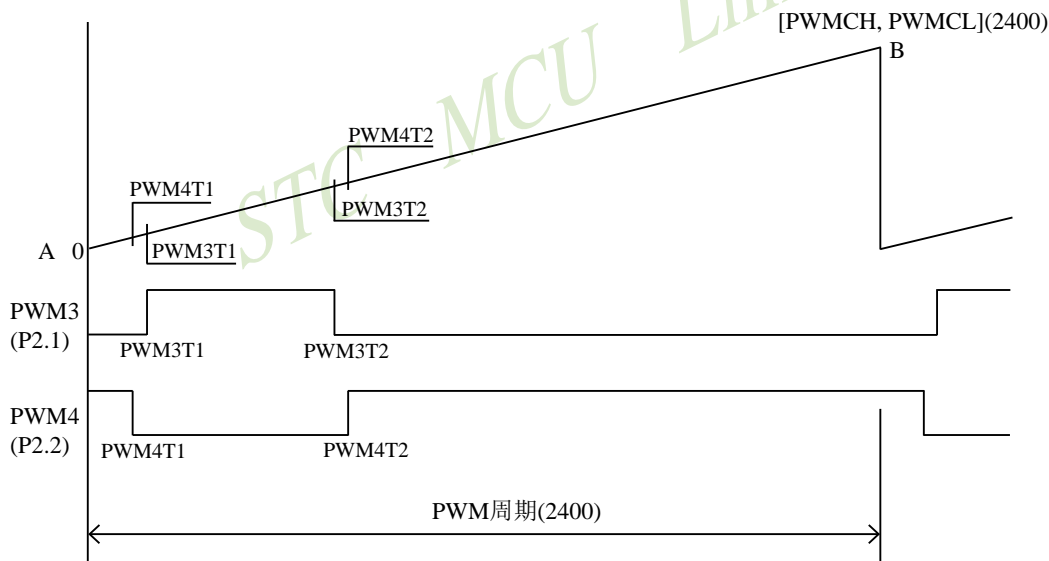 [PWMCH, PWMCL](2400)
B
PWM4T2
PWM4T1
PWM3T2
PWM3T1
A 0
STC MCU
PWM3
(P2.1)
PWM3T1
PWM3T2
PWM4
(P2.2)
PWM4T1
PWM4T2
PWM周期(2400)